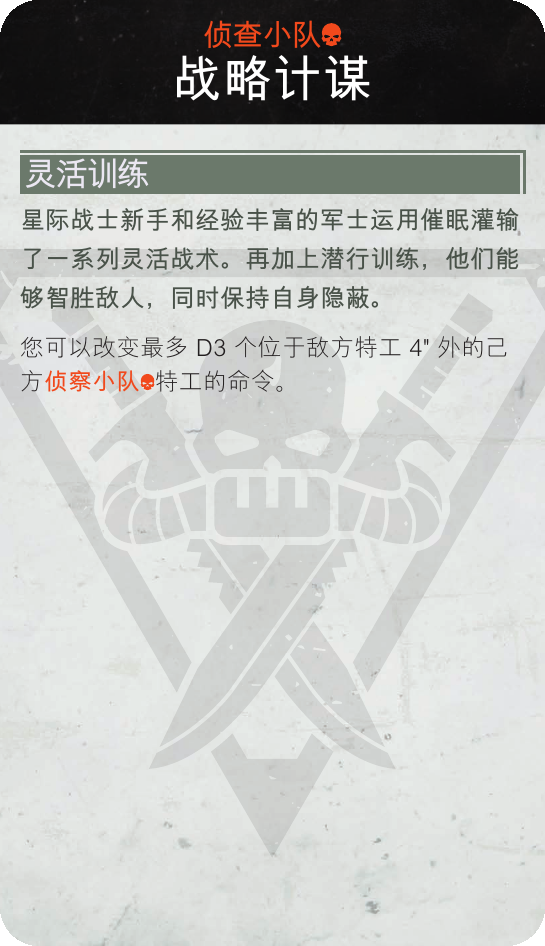 侦查小队
战略计谋
灵活训练
星际战士新手和经验丰富的军士运用催眠灌输
了一系列灵活战术。再加上潜行训练，他们能
够智胜敌人，同时保持自身隐蔽。
您可以改变最多 D3 个位于敌方特工 4" 外的己
方侦察小队特工的命令。